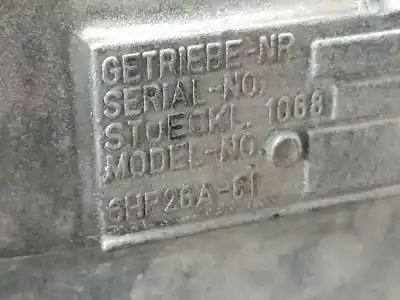 GETRIEBE-NR.
SERIAL-NO.
STUECKL. 1068
MODEL-NO.
6HP26A-61